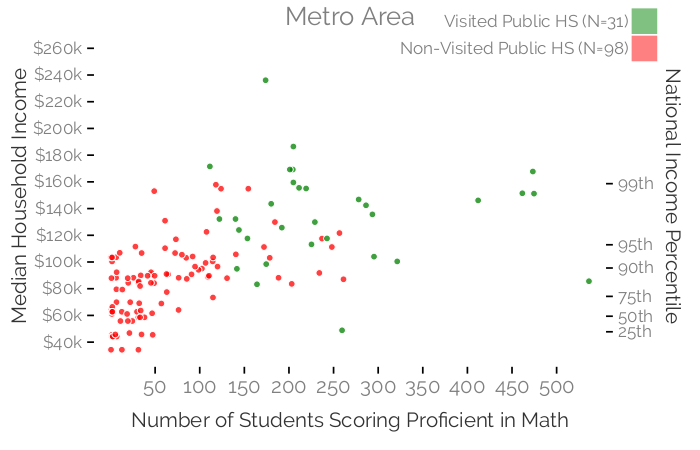 Metro Area
Visited Public HS (N=31)
Non-Visited Public HS (N=98)
Median Household Income
$260k
$240k
$220k
$200k
$180k
$160k
$140k
$120k
$100k
$80k
$60k
$40k
National Income Percentile
99th
95th
90th
75th
50th
25th
50 100 150 200 250 300 350 400 450 500
Number of Students Scoring Proficient in Math